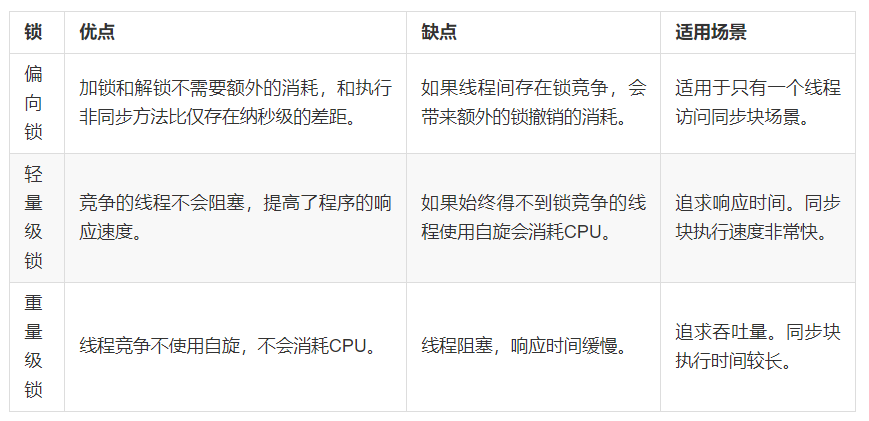 锁
优点
缺点
适用场景
偏
向
锁
加锁和解锁不需要额外的消耗，和执行
非同步方法比仅存在纳秒级的差距。
如果线程间存在锁竞争，会
带来额外的锁撤销的消耗。
适用于只有一个线程
访问同步块场景。
轻
量
级
锁
竞争的线程不会阻塞，提高了程序的响
应速度。
如果始终得不到锁竞争的线
程使用自旋会消耗CPU。
追求响应时间。同步
块执行速度非常快。
重
量
级
锁
线程竞争不使用自旋，不会消耗CPU。
线程阻塞，响应时间缓慢。
追求吞吐量。同步块
执行时间较长。